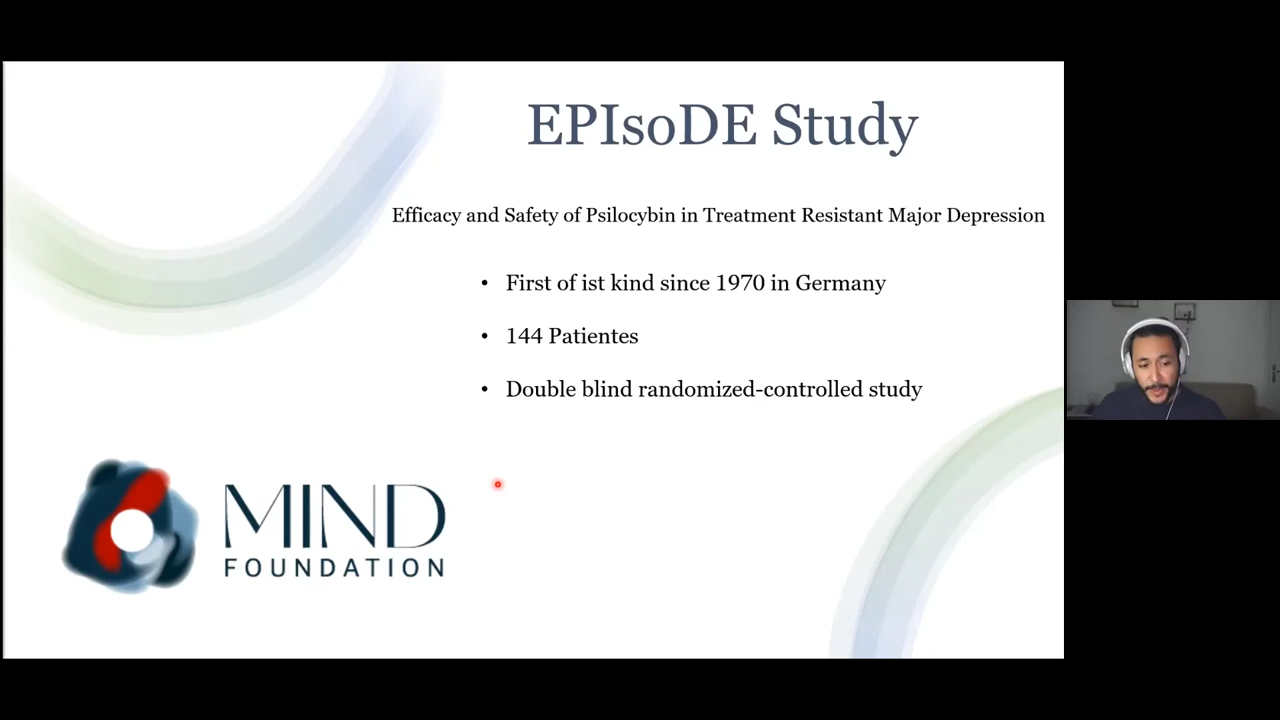 EPIsoDE Study
Efficacy and Safety of Psilocybin in Treatment Resistant Major Depression
• First of ist kind since 1970 in Germany
• 144 Patientes
• Double blind randomized-controlled study
MIND
FOUNDATION